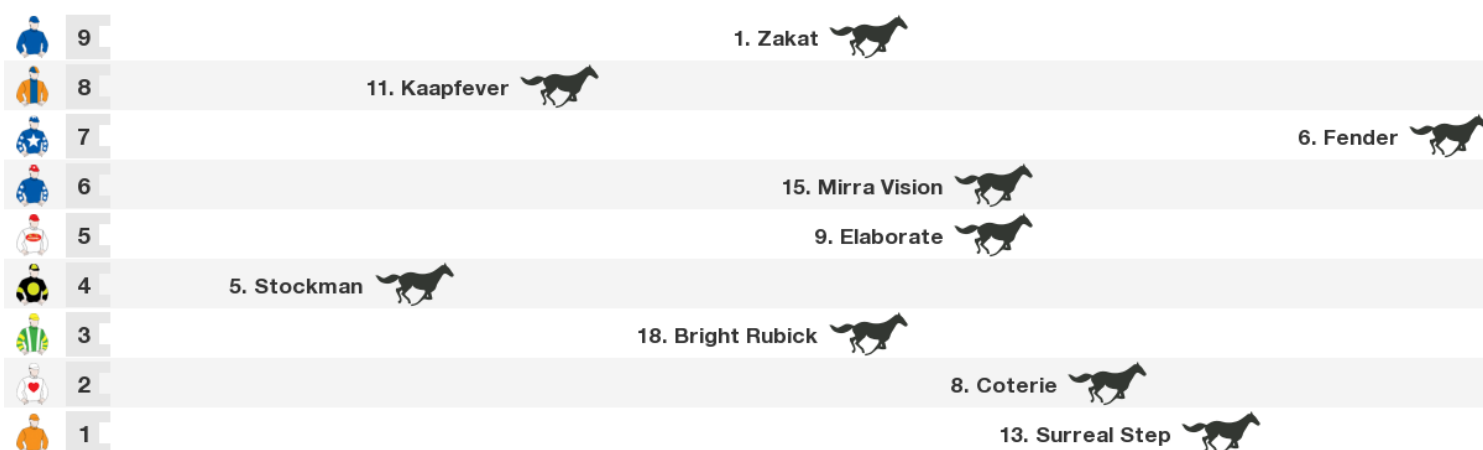 9 1. Zakat
8 11. Kaapfever
7 6. Fender
6 15. Mirra Vision
5 9. Elaborate
4 5. Stockman
3 18. Bright Rubick
2 8. Coterie
1 13. Surreal Step